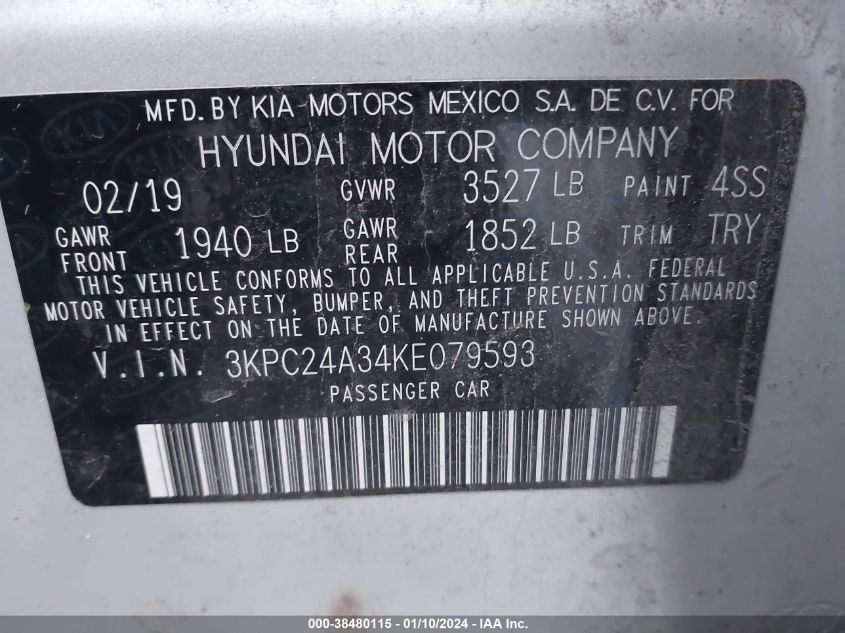 MFD. BY KIA MOTORS MEXICO S.A. DE C.V. FOR
HYUNDAI MOTOR COMPANY
02/19 GVWR 3527 LB PAINT 4SS
GAWR FRONT 1940 LB GAWR REAR 1852 LB TRIM TRY
THIS VEHICLE CONFORMS TO ALL APPLICABLE U.S.A. FEDERAL
MOTOR VEHICLE SAFETY, BUMPER, AND THEFT PREVENTION STANDARDS
IN EFFECT ON THE DATE OF MANUFACTURE SHOWN ABOVE.
V.I.N. 3KPC24A34KE079593
PASSENGER CAR
000-38480115 - 01/10/2024 - IAA Inc.